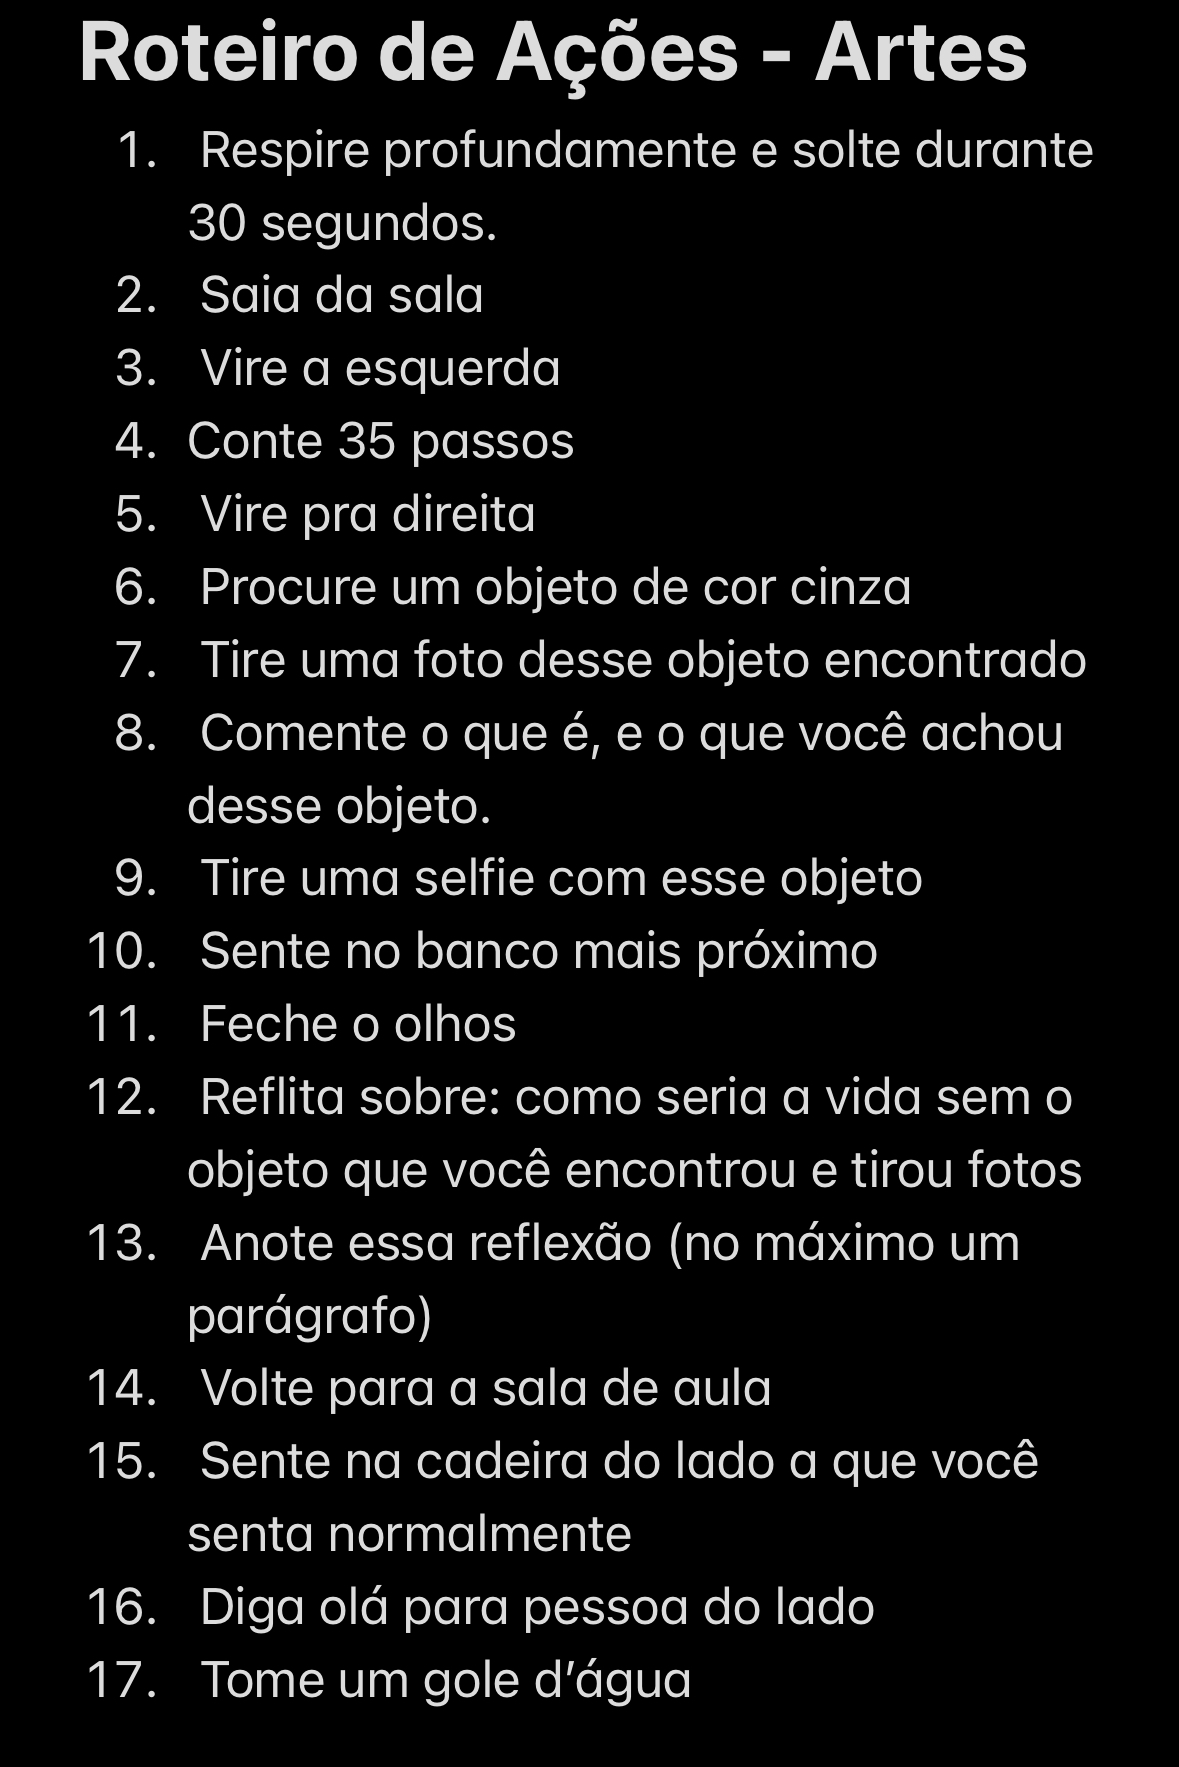 Roteiro de Ações - Artes
1. Respire profundamente e solte durante
30 segundos.
2. Saia da sala
3. Vire a esquerda
4. Conte 35 passos
5. Vire pra direita
6. Procure um objeto de cor cinza
7. Tire uma foto desse objeto encontrado
8. Comente o que é, e o que você achou
desse objeto.
9. Tire uma selfie com esse objeto
10. Sente no banco mais próximo
11. Feche o olhos
12. Reflita sobre: como seria a vida sem o
objeto que você encontrou e tirou fotos
13. Anote essa reflexão (no máximo um
parágrafo)
14. Volte para a sala de aula
15. Sente na cadeira do lado a que você
senta normalmente
16. Diga olá para pessoa do lado
17. Tome um gole d’água